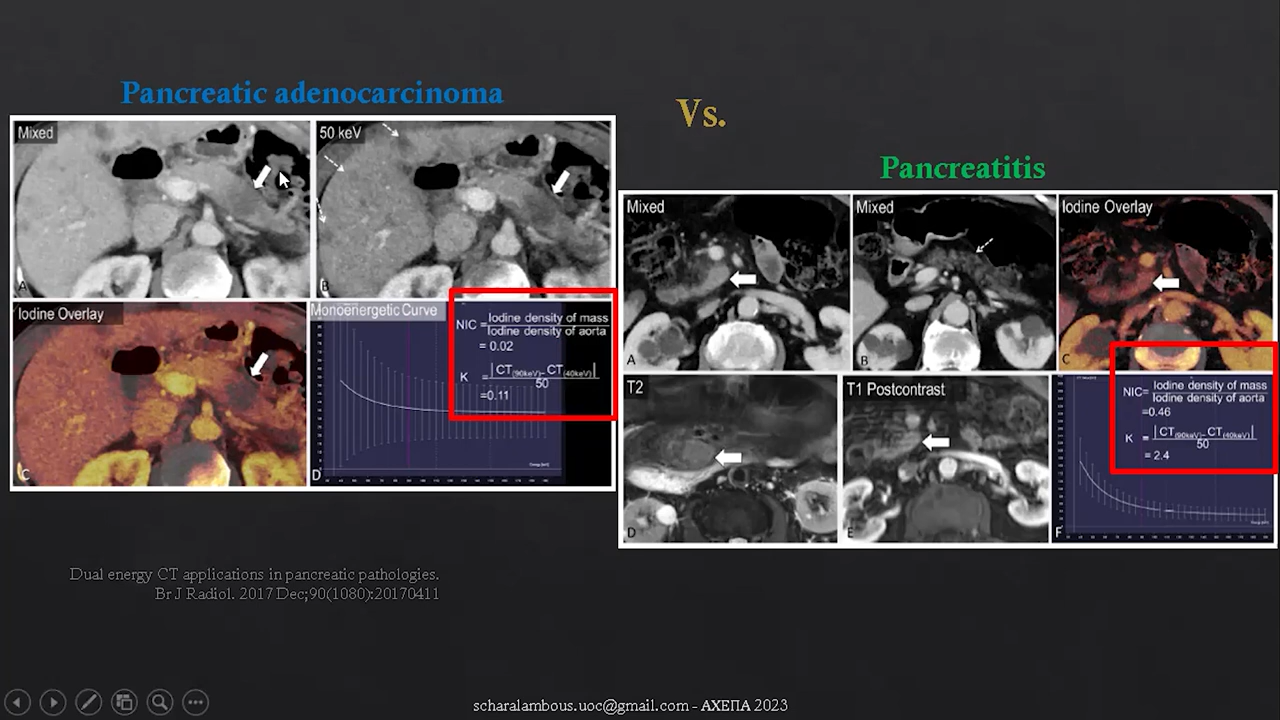 Pancreatic adenocarcinoma
Vs.
Pancreatitis
Mixed
50 keV
A
B
Iodine Overlay
Monoenergetic Curve
NIC = Iodine density of mass
Iodine density of aorta
= 0.02
K = | CT(90keV)- CT(40keV)|
50
=0.11
C
D
Mixed
Mixed
Iodine Overlay
A
B
C
T2
T1 Postcontrast
NIC= Iodine density of mass
Iodine density of aorta
=0.46
K = | CT(90keV)- CT(40keV)|
50
= 2.4
D
E
F
Dual energy CT applications in pancreatic pathologies.
Br J Radiol. 2017 Dec;90(1080):20170411
scharalambous.uoc@gmail.com - ΑΧΕΠΑ 2023